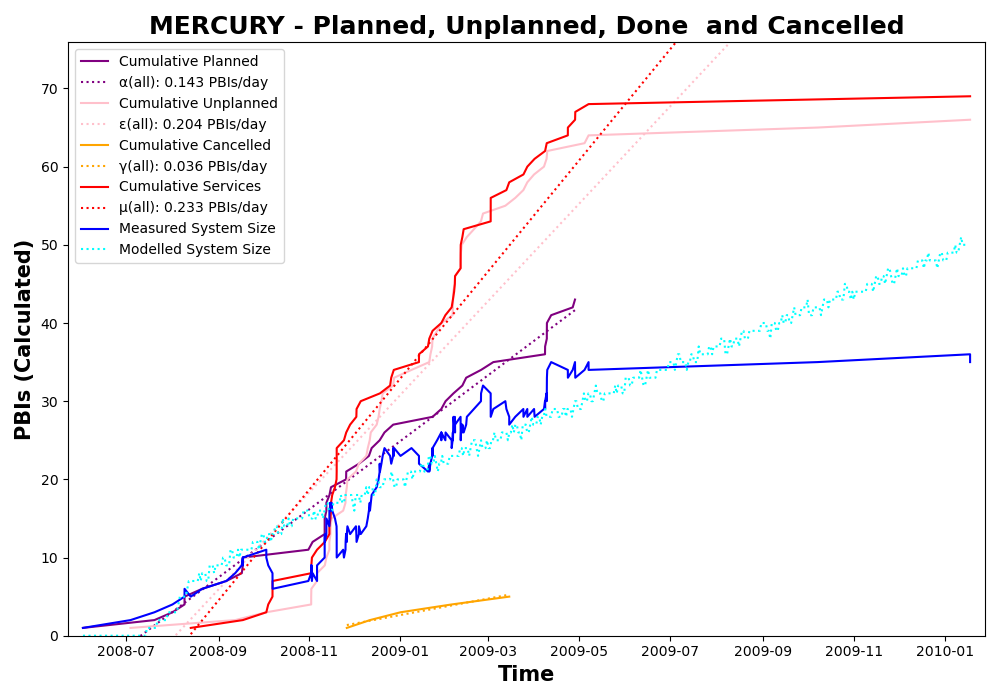 MERCURY - Planned, Unplanned, Done  and Cancelled
Cumulative Planned
α(all): 0.143 PBIs/day
Cumulative Unplanned
ε(all): 0.204 PBIs/day
Cumulative Cancelled
γ(all): 0.036 PBIs/day
Cumulative Services
μ(all): 0.233 PBIs/day
Measured System Size
Modelled System Size
PBIs (Calculated)
70
60
50
40
30
20
10
0
2008-07 2008-09 2008-11 2009-01 2009-03 2009-05 2009-07 2009-09 2009-11 2010-01
Time